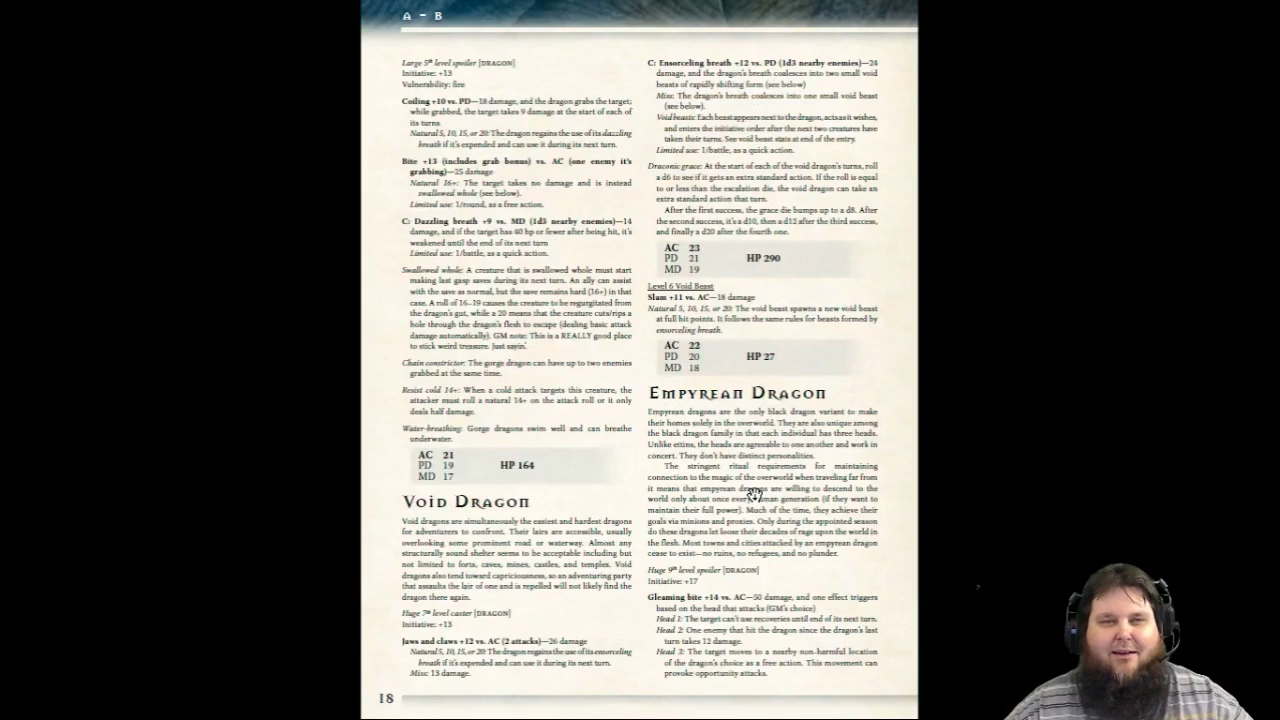 A - B
Large 5th level spoiler [DRAGON]
Initiative: +13
Vulnerability: fire
Coiling +10 vs. PD—18 damage, and the dragon grabs the target;
while grabbed, the target takes 9 damage at the start of each of
its turns.
Natural 5, 10, 15, or 20: The dragon regains the use of its dazzling
breath if it's expended and can use it during its next turn.
Bite +13 (includes grab bonus) vs. AC (one enemy it's
grabbing)—25 damage
Natural 16+: The target takes no damage and is instead
swallowed whole (see below).
Limited use: 1/round, as a free action.
C: Dazzling breath +9 vs. MD (1d3 nearby enemies)—14
damage, and if the target has 40 hp or fewer after being hit, it's
weakened until the end of its next turn
Limited use: 1/battle, as a quick action.
Swallowed whole: A creature that is swallowed whole must start
making last gasp saves during its next turn. An ally can assist
with the save as normal, but the save remains hard (16+) in that
case. A roll of 16–19 causes the creature to be regurgitated from
the dragon's gut, while a 20 means that the creature cuts/rips a
hole through the dragon's flesh to escape (dealing basic attack
damage automatically). GM note: This is a REALLY good place
to stick weird treasure. Just sayin'.
Chain constrictor: The gorge dragon can have up to two enemies
grabbed at the same time.
Resist cold 14+: When a cold attack targets this creature, the
attacker must roll a natural 14+ on the attack roll or it only
deals half damage.
Water-breathing: Gorge dragons swim well and can breathe
underwater.
AC 21
PD 19 HP 164
MD 17
VOID DRAGON
Void dragons are simultaneously the easiest and hardest dragons
for adventurers to confront. Their lairs are accessible, usually
overlooking some prominent road or waterway. Almost any
structurally sound shelter seems to be acceptable including but
not limited to forts, caves, mines, castles, and temples. Void
dragons also tend toward capriciousness, so an adventuring party
that assaults the lair of one and is repelled will not likely find the
dragon there again.
Huge 7th level caster [DRAGON]
Initiative: +13
Jaws and claws +12 vs. AC (2 attacks)—26 damage
Natural 5, 10, 15, or 20: The dragon regains the use of its ensorceling
breath if it's expended and can use it during its next turn.
Miss: 13 damage.
18
C: Ensorceling breath +12 vs. PD (1d3 nearby enemies)—24
damage, and the dragon's breath coalesces into two small void
beasts of rapidly shifting form (see below)
Miss: The dragon's breath coalesces into one small void beast
(see below).
Void beasts: Each beast appears next to the dragon, acts as it wishes,
and enters the initiative order after the next two creatures have
taken their turns. See void beast stats at end of the entry.
Limited use: 1/battle, as a quick action.
Draconic grace: At the start of each of the void dragon's turns, roll
a d6 to see if it gets an extra standard action. If the roll is equal
to or less than the escalation die, the void dragon can take an
extra standard action that turn.
After the first success, the grace die bumps up to a d8. After
the second success, it's a d10, then a d12 after the third success,
and finally a d20 after the fourth one.
AC 23
PD 21 HP 290
MD 19
Level 6 Void Beast
Slam +11 vs. AC—18 damage
Natural 5, 10, 15, or 20: The void beast spawns a new void beast
at full hit points. It follows the same rules for beasts formed by
ensorceling breath.
AC 22
PD 20 HP 27
MD 18
EMPYREAN DRAGON
Empyrean dragons are the only black dragon variant to make
their homes solely in the overworld. They are also unique among
the black dragon family in that each individual has three heads.
Unlike ettins, the heads are agreeable to one another and work in
concert. They don't have distinct personalities.
The stringent ritual requirements for maintaining
connection to the magic of the overworld when traveling far from
it means that empyrean dragons are willing to descend to the
world only about once every human generation (if they want to
maintain their full power). Much of the time, they achieve their
goals via minions and proxies. Only during the appointed season
do these dragons let loose their decades of rage upon the world in
the flesh. Most towns and cities attacked by an empyrean dragon
cease to exist—no ruins, no refugees, and no plunder.
Huge 9th level spoiler [DRAGON]
Initiative: +17
Gleaming bite +14 vs. AC—50 damage, and one effect triggers
based on the head that attacks (GM's choice)
Head 1: The target can't use recoveries until end of its next turn.
Head 2: One enemy that hit the dragon since the dragon's last
turn takes 12 damage.
Head 3: The target moves to a nearby non-harmful location
of the dragon's choice as a free action. This movement can
provoke opportunity attacks.